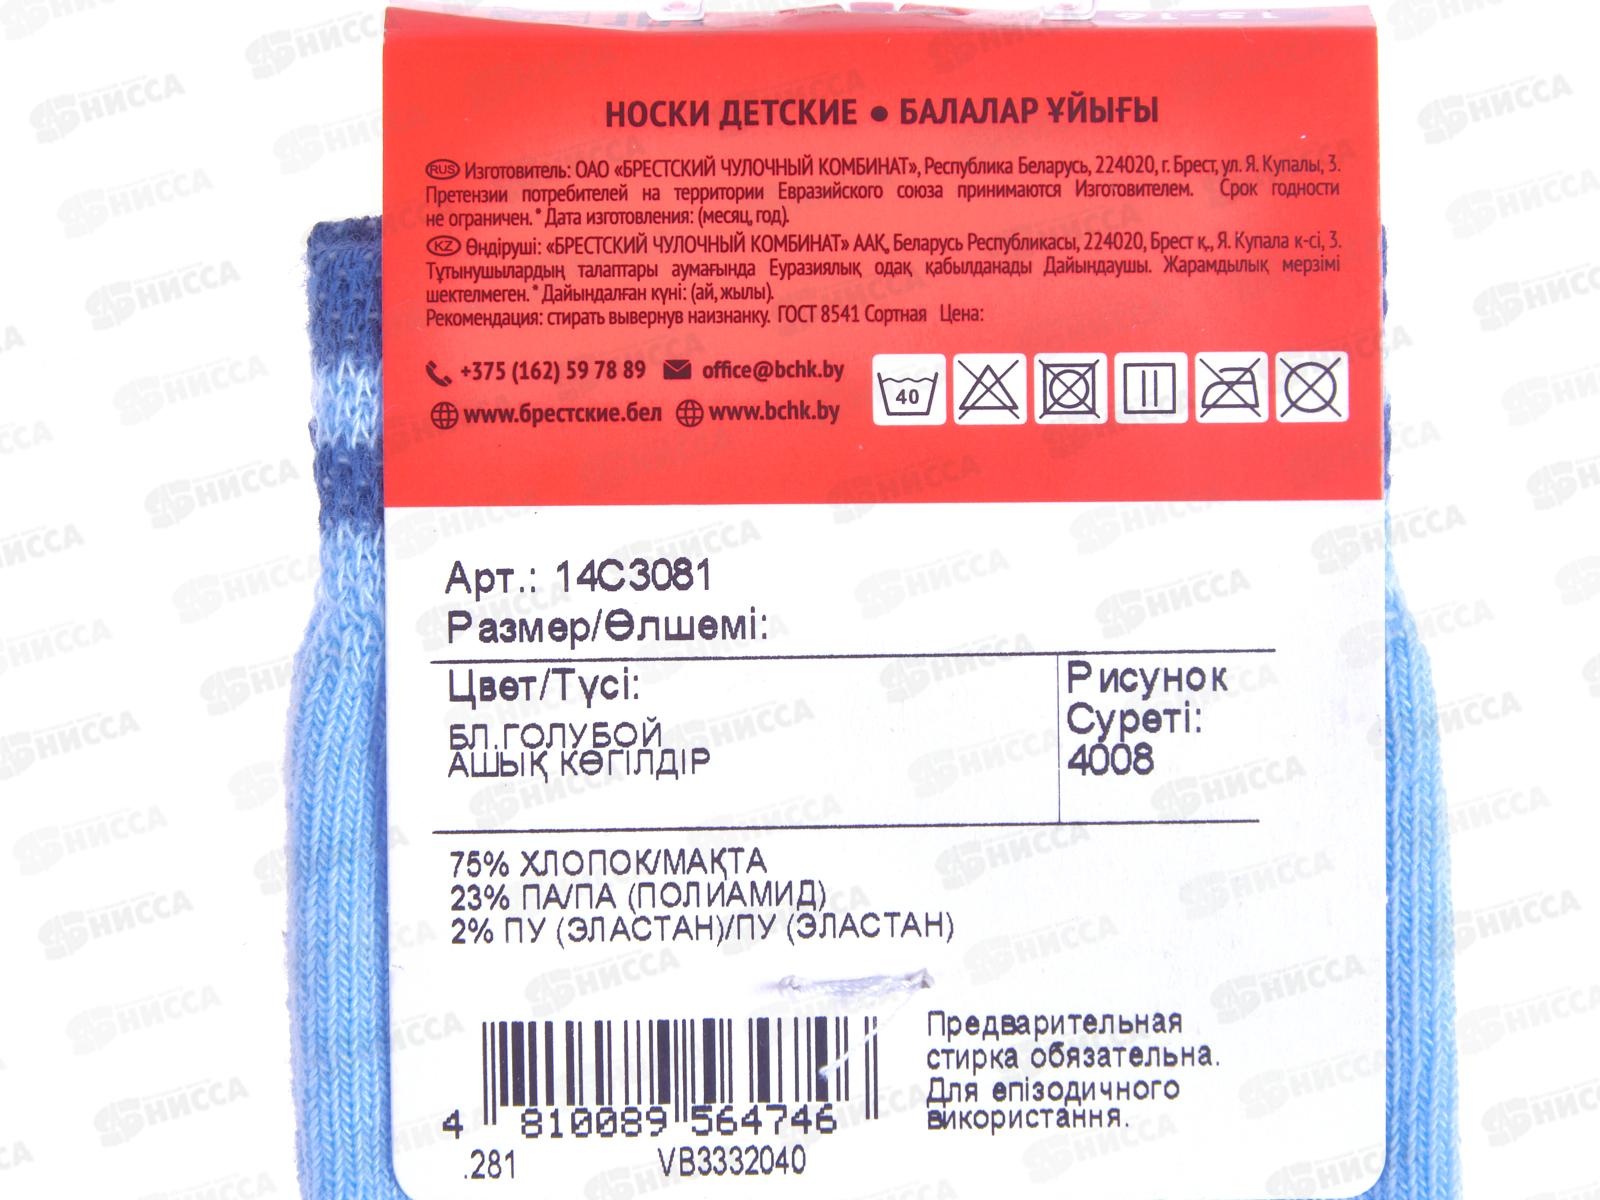 НОСКИ ДЕТСКИЕ • БАЛАЛАР ҰЙЫҒЫ
RUS Изготовитель: ОАО «БРЕСТСКИЙ ЧУЛОЧНЫЙ КОМБИНАТ», Республика Беларусь, 224020, г. Брест, ул. Я. Купалы, 3.
Претензии потребителей на территории Евразийского союза принимаются Изготовителем. Срок годности
не ограничен.* Дата изготовления: (месяц, год).
KZ Өндіруші: «БРЕСТСКИЙ ЧУЛОЧНЫЙ КОМБИНАТ» ААҚ, Беларусь Республикасы, 224020, Брест қ., Я. Купала к-сі, 3.
Тұтынушылардың талаптары аумағында Еуразиялық одақ қабылданады Дайындаушы. Жарамдылық мерзімі
шектелмеген.* Дайындалған күні: (ай, жылы).
Рекомендация: стирать вывернув наизнанку. ГОСТ 8541 Сортная Цена:
+375 (162) 59 78 89 office@bchk.by
www.брестские.бел www.bchk.by
40
Арт.: 14С3081
Размер/Өлшемі:
Цвет/Түсі:
БЛ.ГОЛУБОЙ
АШЫҚ КӨГІЛДІР
Рисунок
Суреті:
4008
75% ХЛОПОК/МАҚТА
23% ПА/ПА (ПОЛИАМИД)
2% ПУ (ЭЛАСТАН)/ПУ (ЭЛАСТАН)
Предварительная
стирка обязательна.
Для епізодичного
використання.
4 810089 564746
.281 VB3332040
НИССА